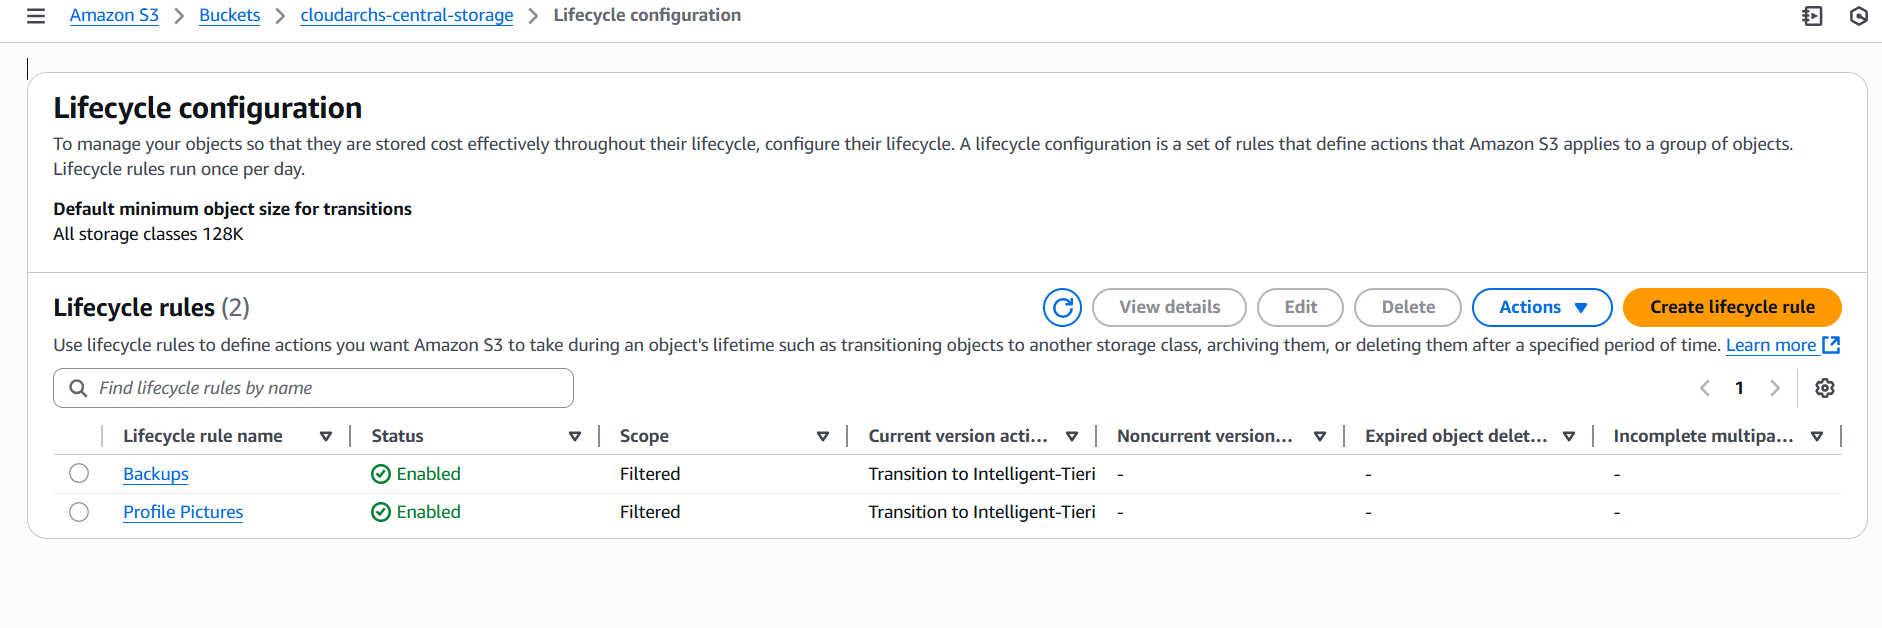 Amazon S3 > Buckets > cloudarchs-central-storage > Lifecycle configuration
Lifecycle configuration
To manage your objects so that they are stored cost effectively throughout their lifecycle, configure their lifecycle. A lifecycle configuration is a set of rules that define actions that Amazon S3 applies to a group of objects.
Lifecycle rules run once per day.
Default minimum object size for transitions
All storage classes 128K
Lifecycle rules (2) View details Edit Delete Actions Create lifecycle rule
Use lifecycle rules to define actions you want Amazon S3 to take during an object's lifetime such as transitioning objects to another storage class, archiving them, or deleting them after a specified period of time. Learn more
Find lifecycle rules by name 1
Lifecycle rule name Status Scope Current version acti... Noncurrent version... Expired object delet... Incomplete multipa...
Backups Enabled Filtered Transition to Intelligent-Tieri - - -
Profile Pictures Enabled Filtered Transition to Intelligent-Tieri - - -